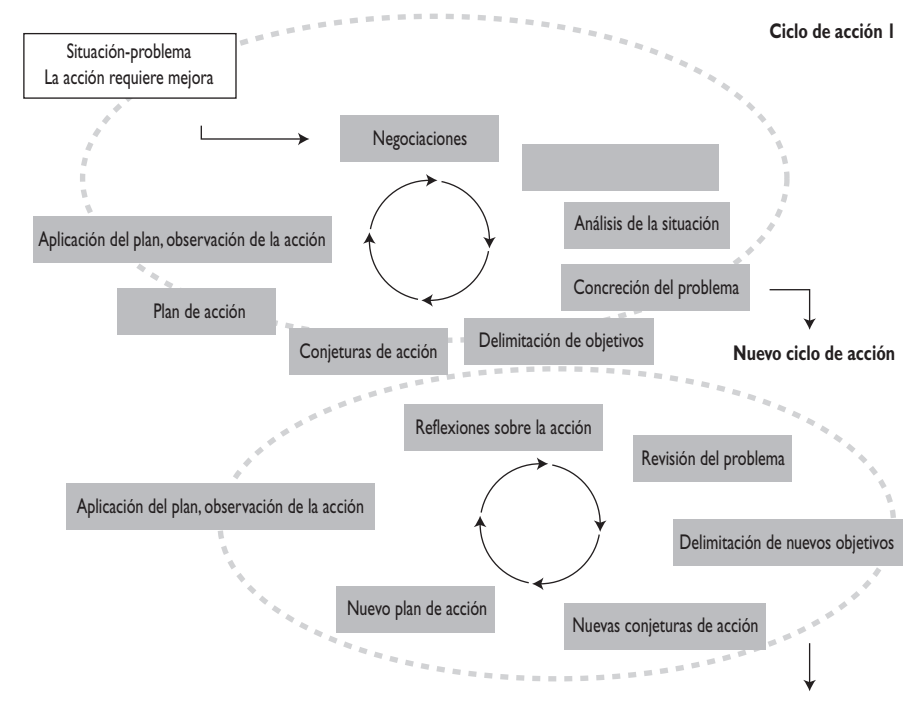 Ciclo de acción 1
Situación-problema
La acción requiere mejora
Negociaciones
Análisis de la situación
Aplicación del plan, observación de la acción
Concreción del problema
Plan de acción
Delimitación de objetivos
Conjeturas de acción
Nuevo ciclo de acción
Reflexiones sobre la acción
Revisión del problema
Aplicación del plan, observación de la acción
Delimitación de nuevos objetivos
Nuevo plan de acción
Nuevas conjeturas de acción